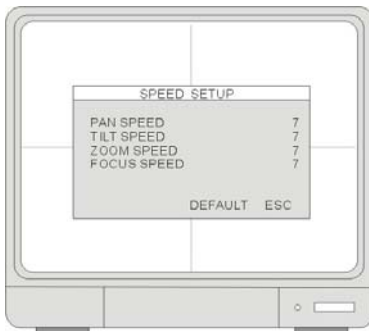 SPEED SETUP
PAN SPEED 7
TILT SPEED 7
ZOOM SPEED 7
FOCUS SPEED 7
DEFAULT ESC